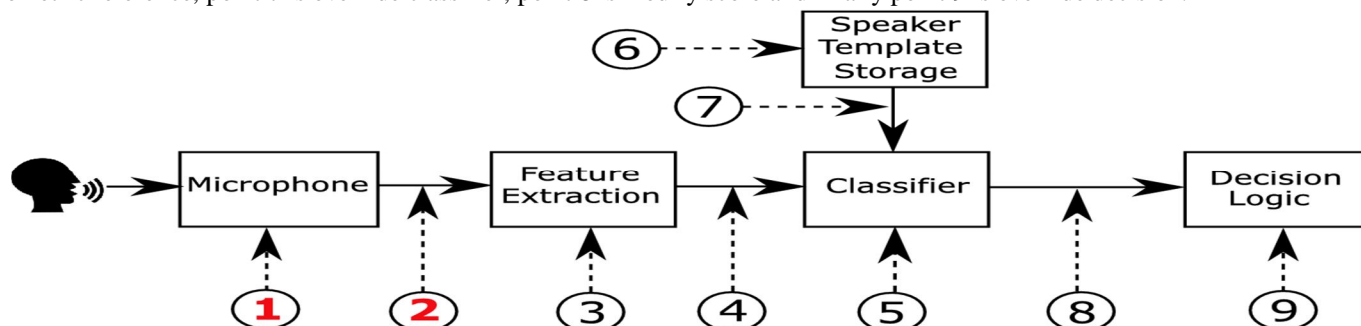 6
Speaker
Template
Storage
7
Microphone
Feature
Extraction
Classifier
Decision
Logic
1
2
3
4
5
8
9